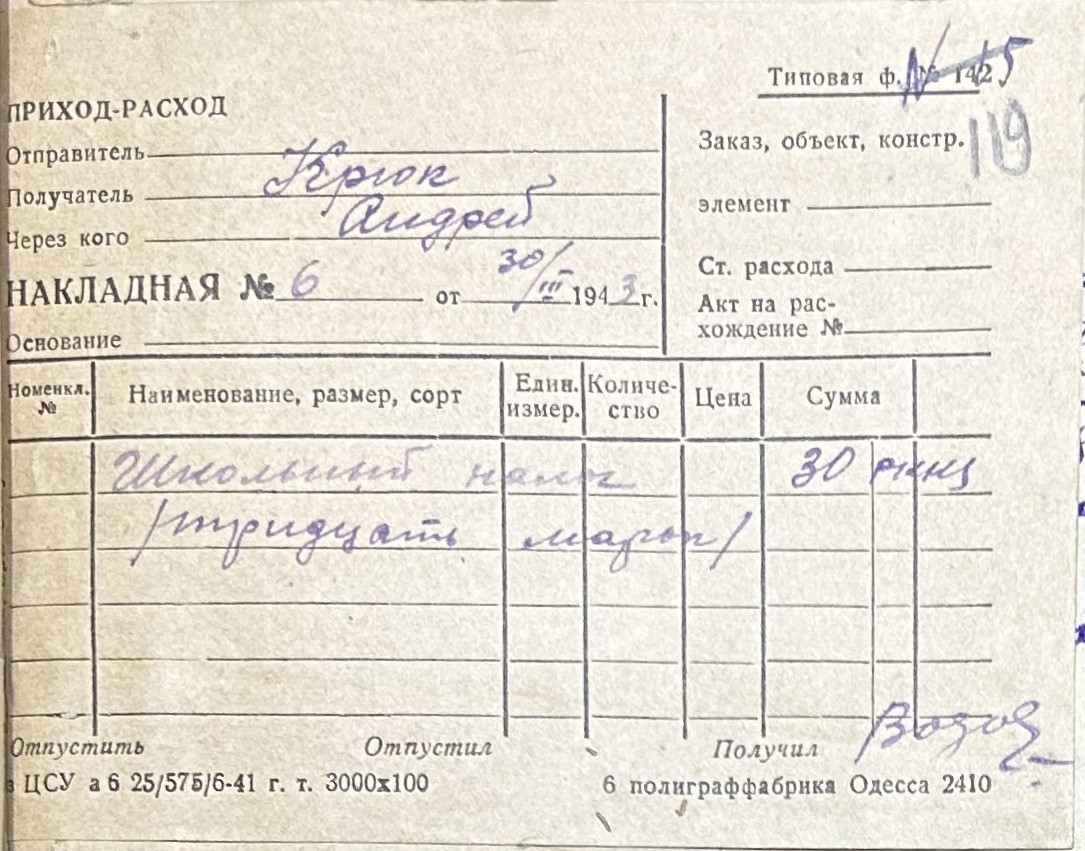 Типовая ф. № 142
№ 15
ПРИХОД-РАСХОД
119
Заказ, объект, констр.
Отправитель
Крюк
Получатель
Андрей
элемент
Через кого
Ст. расхода
НАКЛАДНАЯ № 6 от 30/III 1943 г.
Акт на рас-
хождение №
Основание
Номенкл. № Наименование, размер, сорт Един. измер. Количе- ство Цена Сумма
Школьный налог 30
/тридцать марок/
Отпустить Отпустил Получил
ЦСУ а 6 25/575/6-41 г. т. 3000х100 6 полиграффабрика Одесса 2410